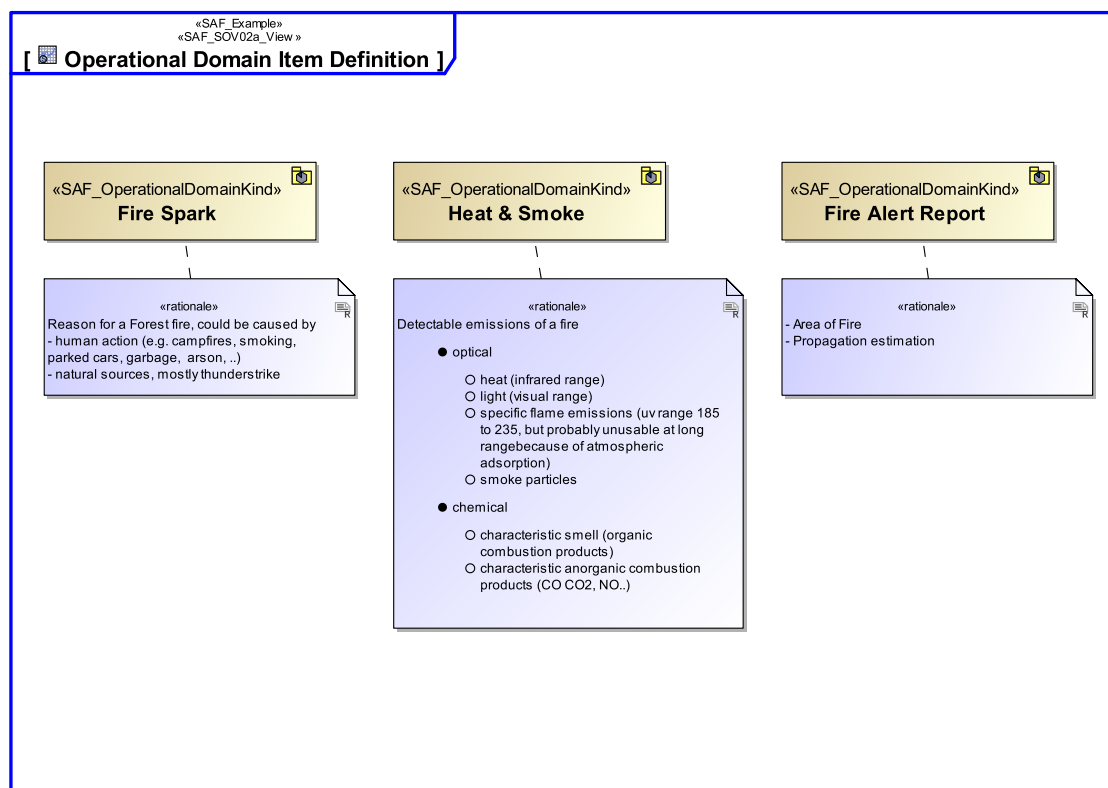 «SAF_Example»
«SAF_SOV02a_View»
[ Operational Domain Item Definition ]
«SAF_OperationalDomainKind»
Fire Spark
«rationale»
Reason for a Forest fire, could be caused by
- human action (e.g. campfires, smoking,
parked cars, garbage, arson, ..)
- natural sources, mostly thunderstrike
«SAF_OperationalDomainKind»
Heat & Smoke
«rationale»
Detectable emissions of a fire
● optical
○ heat (infrared range)
○ light (visual range)
○ specific flame emissions (uv range 185
to 235, but probably unusable at long
rangebecause of atmospheric
adsorption)
○ smoke particles
● chemical
○ characteristic smell (organic
combustion products)
○ characteristic anorganic combustion
products (CO CO2, NO..)
«SAF_OperationalDomainKind»
Fire Alert Report
«rationale»
- Area of Fire
- Propagation estimation